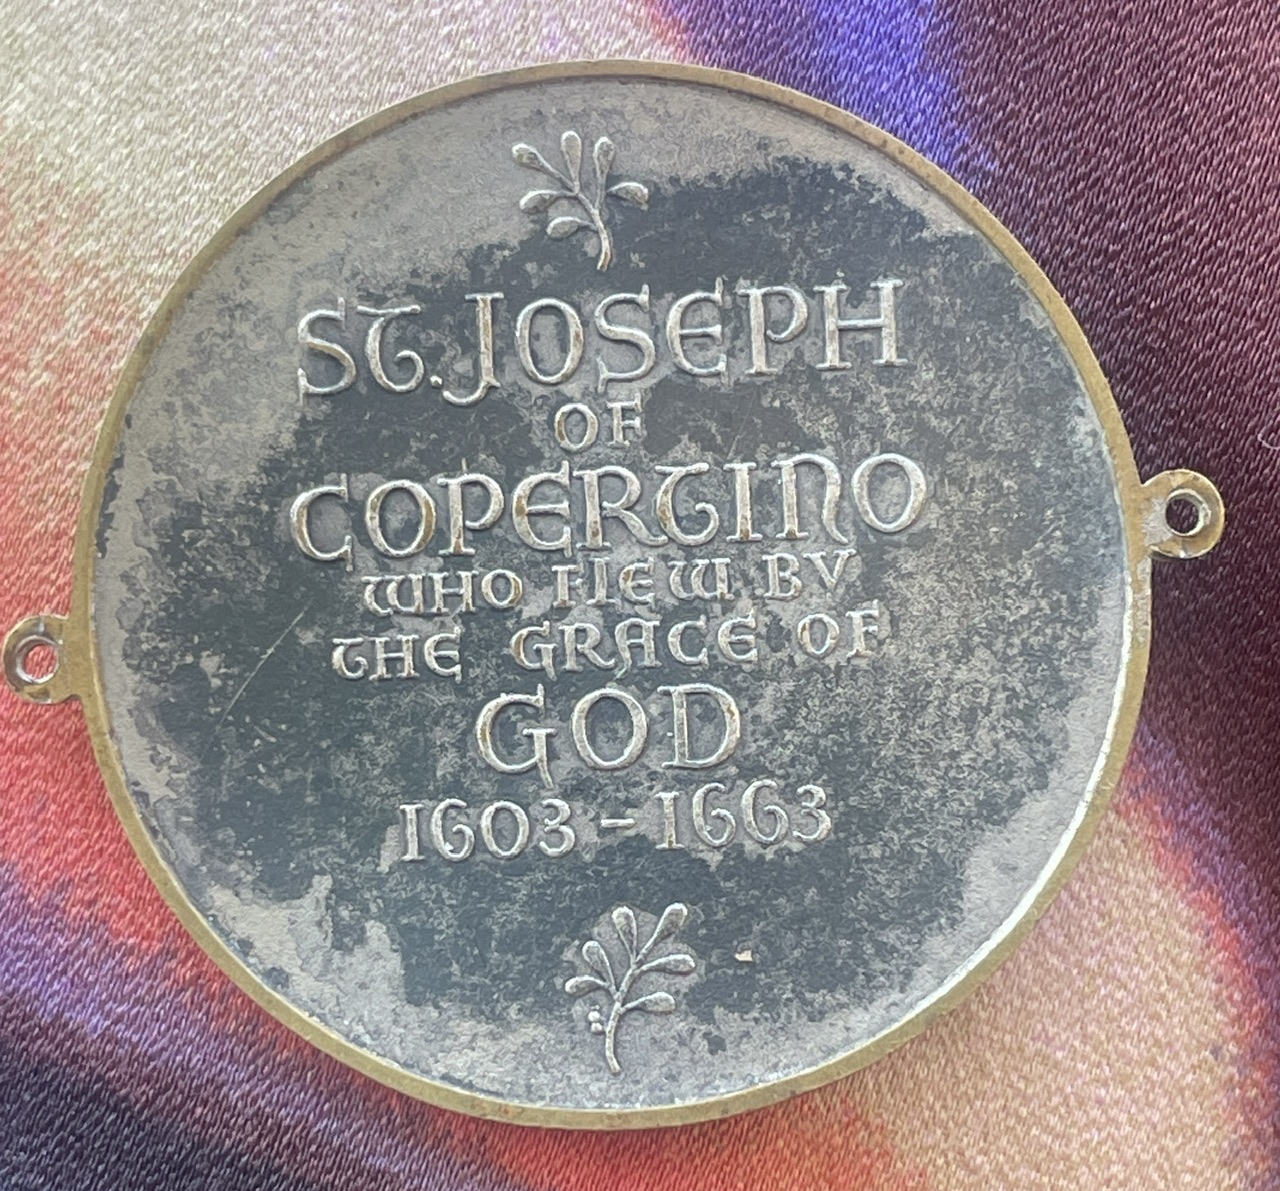 ST. JOSEPH
OF
COPERTINO
WHO FLEW BY
THE GRACE OF
GOD
1603 - 1663